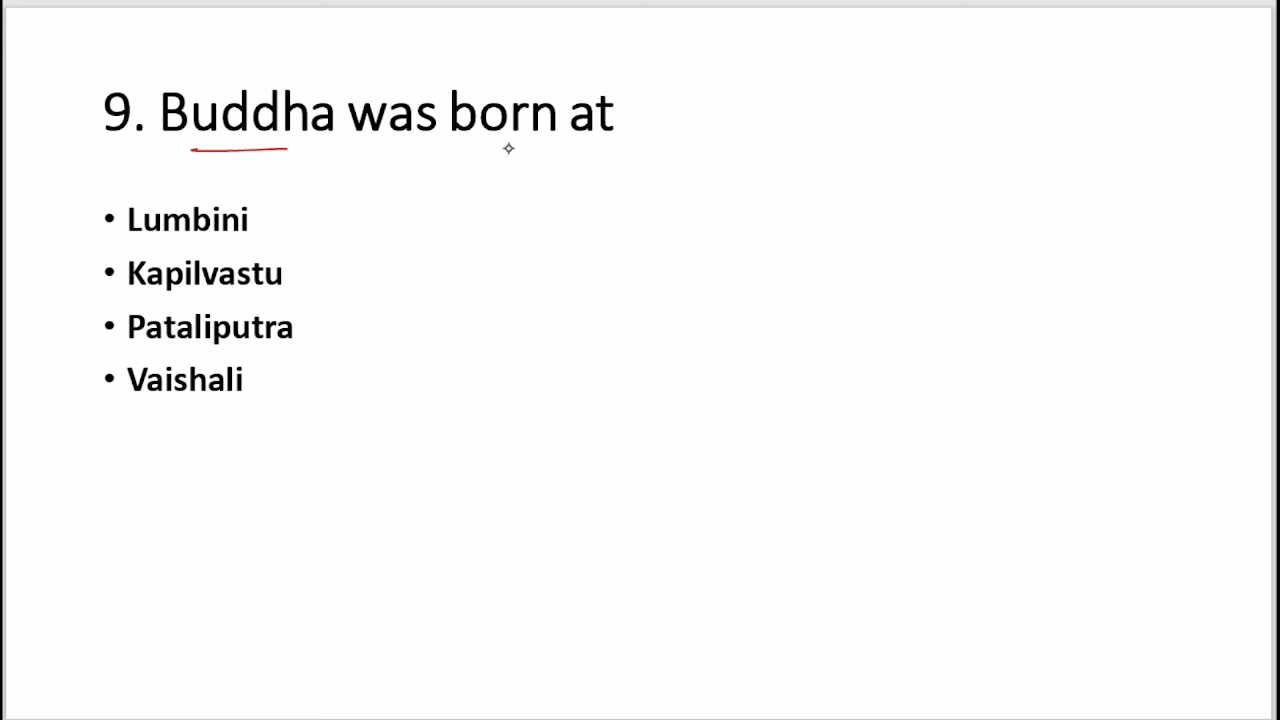 9. Buddha was born at
• Lumbini
• Kapilvastu
• Pataliputra
• Vaishali